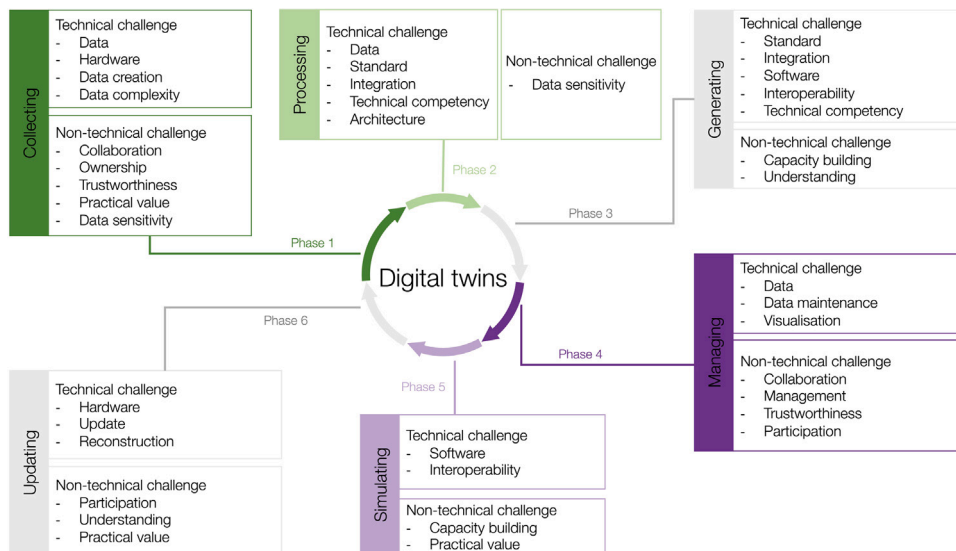 Collecting
Technical challenge
- Data
- Hardware
- Data creation
- Data complexity
Non-technical challenge
- Collaboration
- Ownership
- Trustworthiness
- Practical value
- Data sensitivity
Phase 1
Processing
Technical challenge
- Data
- Standard
- Integration
- Technical competency
- Architecture
Non-technical challenge
- Data sensitivity
Phase 2
Generating
Technical challenge
- Standard
- Integration
- Software
- Interoperability
- Technical competency
Non-technical challenge
- Capacity building
- Understanding
Phase 3
Digital twins
Managing
Technical challenge
- Data
- Data maintenance
- Visualisation
Non-technical challenge
- Collaboration
- Management
- Trustworthiness
- Participation
Phase 4
Phase 5
Simulating
Technical challenge
- Software
- Interoperability
Non-technical challenge
- Capacity building
- Practical value
Phase 6
Updating
Technical challenge
- Hardware
- Update
- Reconstruction
Non-technical challenge
- Participation
- Understanding
- Practical value